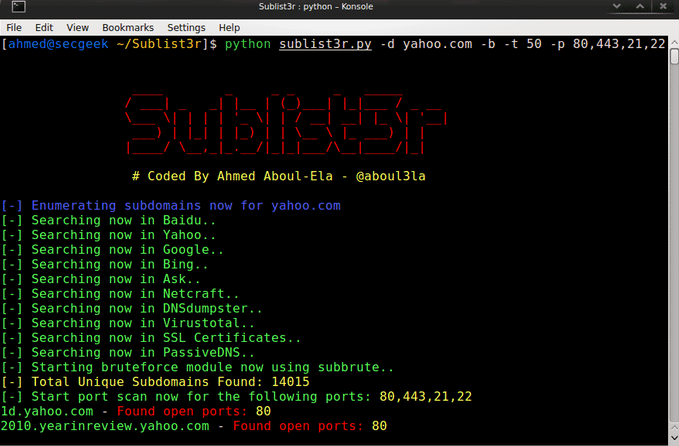 Sublist3r : python – Konsole
File Edit View Bookmarks Settings Help
[ahmed@secgeek ~/Sublist3r]$ python sublist3r.py -d yahoo.com -b -t 50 -p 80,443,21,22
Sublist3r
# Coded By Ahmed Aboul-Ela - @aboul3la
[-] Enumerating subdomains now for yahoo.com
[-] Searching now in Baidu..
[-] Searching now in Yahoo..
[-] Searching now in Google..
[-] Searching now in Bing..
[-] Searching now in Ask..
[-] Searching now in Netcraft..
[-] Searching now in DNSdumpster..
[-] Searching now in Virustotal..
[-] Searching now in SSL Certificates..
[-] Searching now in PassiveDNS..
[-] Starting bruteforce module now using subbrute..
[-] Total Unique Subdomains Found: 14015
[-] Start port scan now for the following ports: 80,443,21,22
1d.yahoo.com - Found open ports: 80
2010.yearinreview.yahoo.com - Found open ports: 80